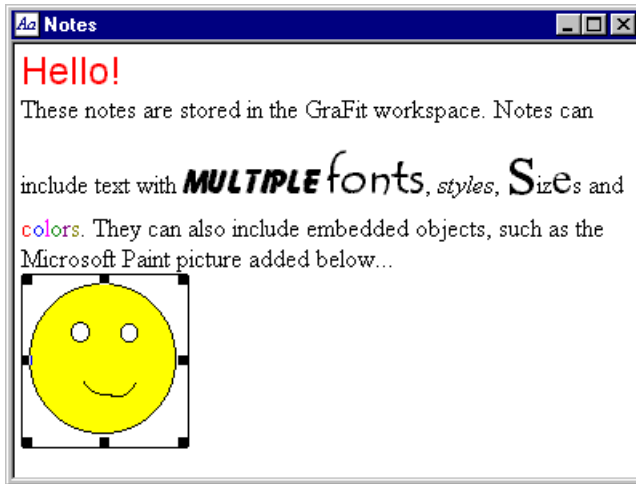 Aa Notes
Hello!
These notes are stored in the GraFit workspace. Notes can
include text with MULTIPLE fonts, styles, Sizes and
colors. They can also include embedded objects, such as the
Microsoft Paint picture added below...